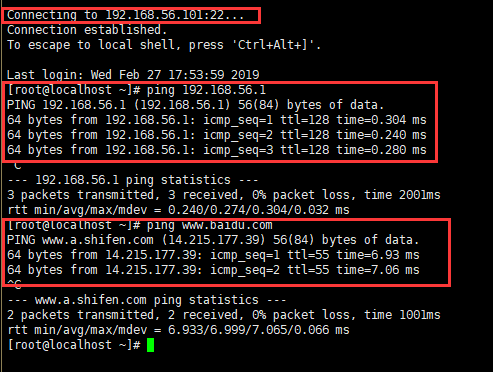 Connecting to 192.168.56.101:22...
Connection established.
To escape to local shell, press 'Ctrl+Alt+]'.
Last login: Wed Feb 27 17:53:59 2019
[root@localhost ~]# ping 192.168.56.1
PING 192.168.56.1 (192.168.56.1) 56(84) bytes of data.
64 bytes from 192.168.56.1: icmp_seq=1 ttl=128 time=0.304 ms
64 bytes from 192.168.56.1: icmp_seq=2 ttl=128 time=0.240 ms
64 bytes from 192.168.56.1: icmp_seq=3 ttl=128 time=0.280 ms
^C
--- 192.168.56.1 ping statistics ---
3 packets transmitted, 3 received, 0% packet loss, time 2001ms
rtt min/avg/max/mdev = 0.240/0.274/0.304/0.032 ms
[root@localhost ~]# ping www.baidu.com
PING www.a.shifen.com (14.215.177.39) 56(84) bytes of data.
64 bytes from 14.215.177.39: icmp_seq=1 ttl=55 time=6.93 ms
64 bytes from 14.215.177.39: icmp_seq=2 ttl=55 time=7.06 ms
^C
--- www.a.shifen.com ping statistics ---
2 packets transmitted, 2 received, 0% packet loss, time 1001ms
rtt min/avg/max/mdev = 6.933/6.999/7.065/0.066 ms
[root@localhost ~]#